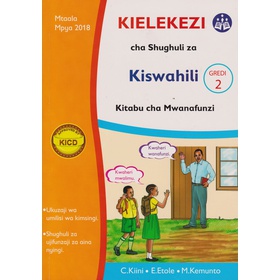 Mtaala
Mpya 2018
KIELEKEZI
cha Shughuli za
Kiswahili
GREDI
2
Kitabu cha Mwanafunzi
KICD
Kwaheri
mwalimu.
Kwaheri
wanafunzi.
• Ukuzaji wa
umilisi wa kimsingi
• Shughuli za
ujifunzaji za aina
nyingi.
C.Kiini • E.Etole • M.Kemunto